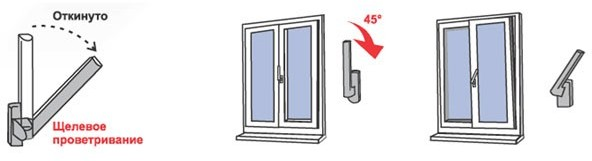 Откинуто
Щелевое
проветривание
45°